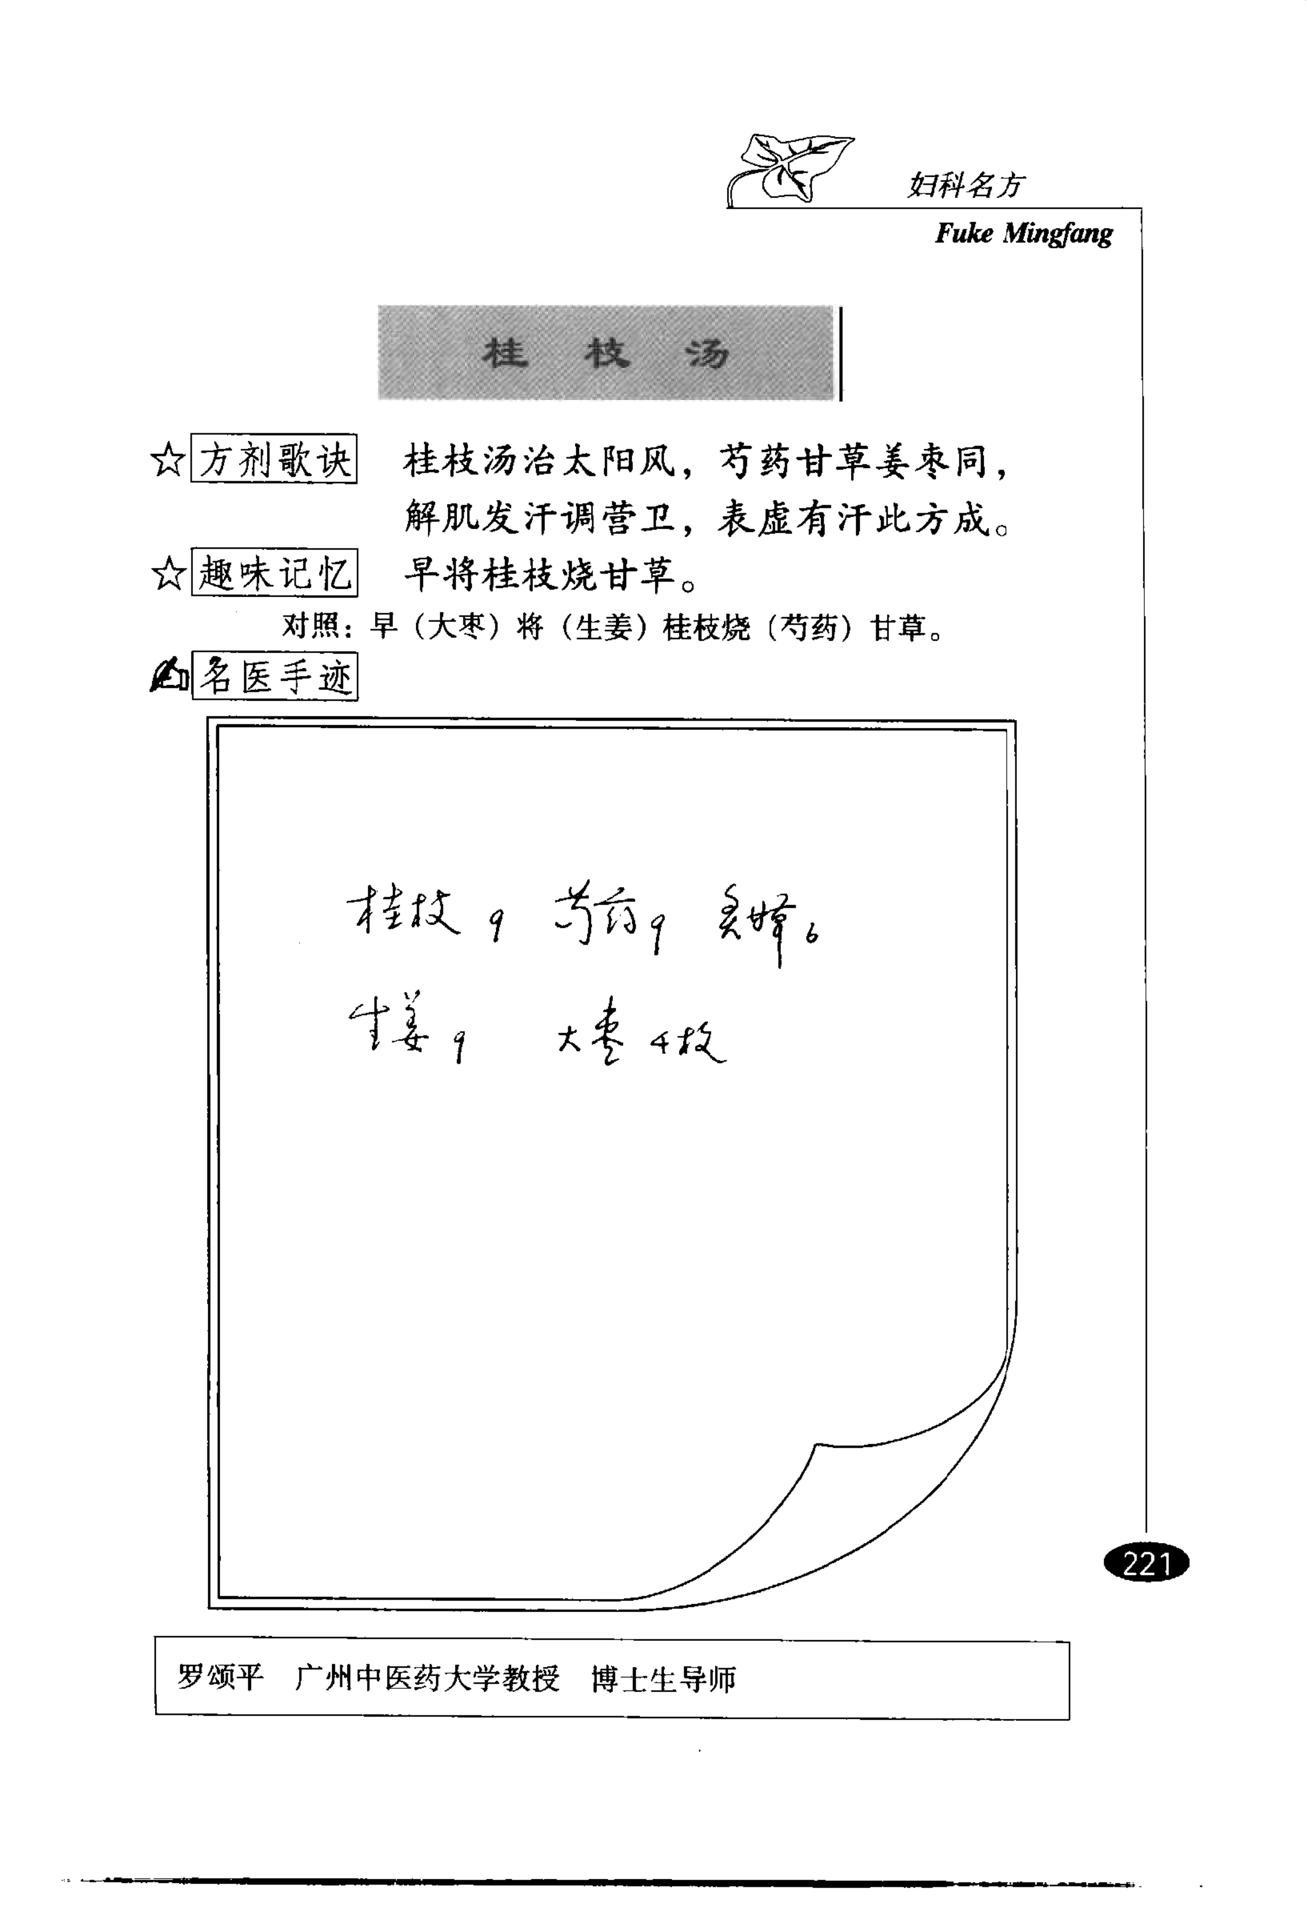 妇科名方
Fuke Mingfang
桂 枝 汤
☆方剂歌诀 桂枝汤治太阳风，芍药甘草姜枣同，
解肌发汗调营卫，表虚有汗此方成。
☆趣味记忆 早将桂枝烧甘草。
对照：早（大枣）将（生姜）桂枝烧（芍药）甘草。
名医手迹
桂枝 9 芍药 9 炙甘草 6
生姜 9 大枣 4枚
221
罗颂平 广州中医药大学教授 博士生导师